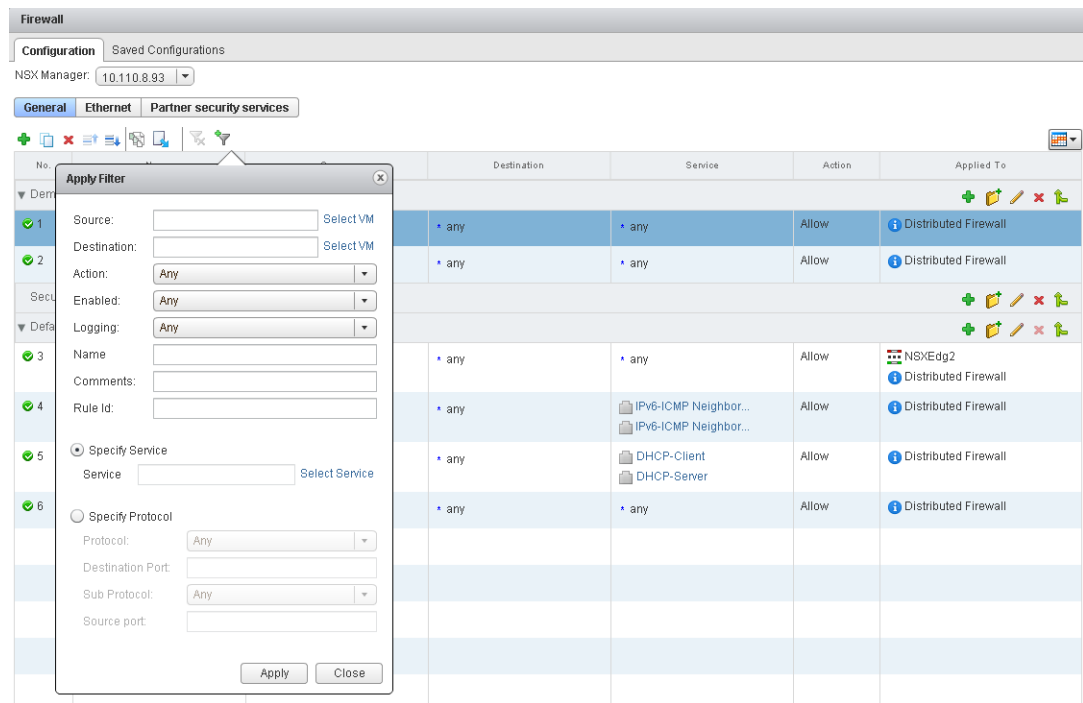 Firewall
Configuration Saved Configurations
NSX Manager: 10.110.8.93
General Ethernet Partner security services
No. Destination Service Action Applied To
Apply Filter
Dem
Source: Select VM
1 * any * any Allow Distributed Firewall
Destination: Select VM
2 * any * any Allow Distributed Firewall
Action: Any
Enabled: Any
Secu
Logging: Any
Defa
Name
3 * any * any Allow NSXEdg2
Distributed Firewall
Comments:
Rule Id:
4 * any IPv6-ICMP Neighbor... Allow Distributed Firewall
IPv6-ICMP Neighbor...
Specify Service
5 * any DHCP-Client Allow Distributed Firewall
Service Select Service
DHCP-Server
6 * any * any Allow Distributed Firewall
Specify Protocol
Protocol: Any
Destination Port:
Sub Protocol: Any
Source port:
Apply Close